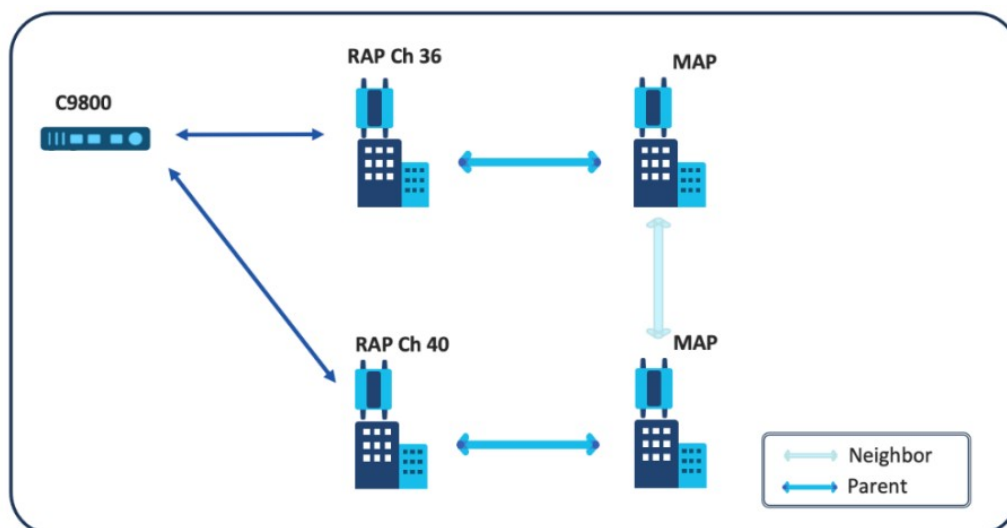 RAP Ch 36
MAP
C9800
RAP Ch 40
MAP
Neighbor
Parent